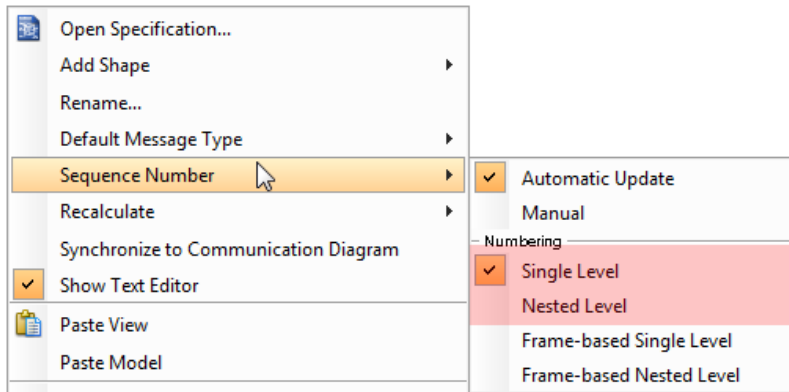 Open Specification...
Add Shape
Rename...
Default Message Type
Sequence Number
Recalculate
Synchronize to Communication Diagram
Show Text Editor
Paste View
Paste Model
Automatic Update
Manual
Numbering
Single Level
Nested Level
Frame-based Single Level
Frame-based Nested Level